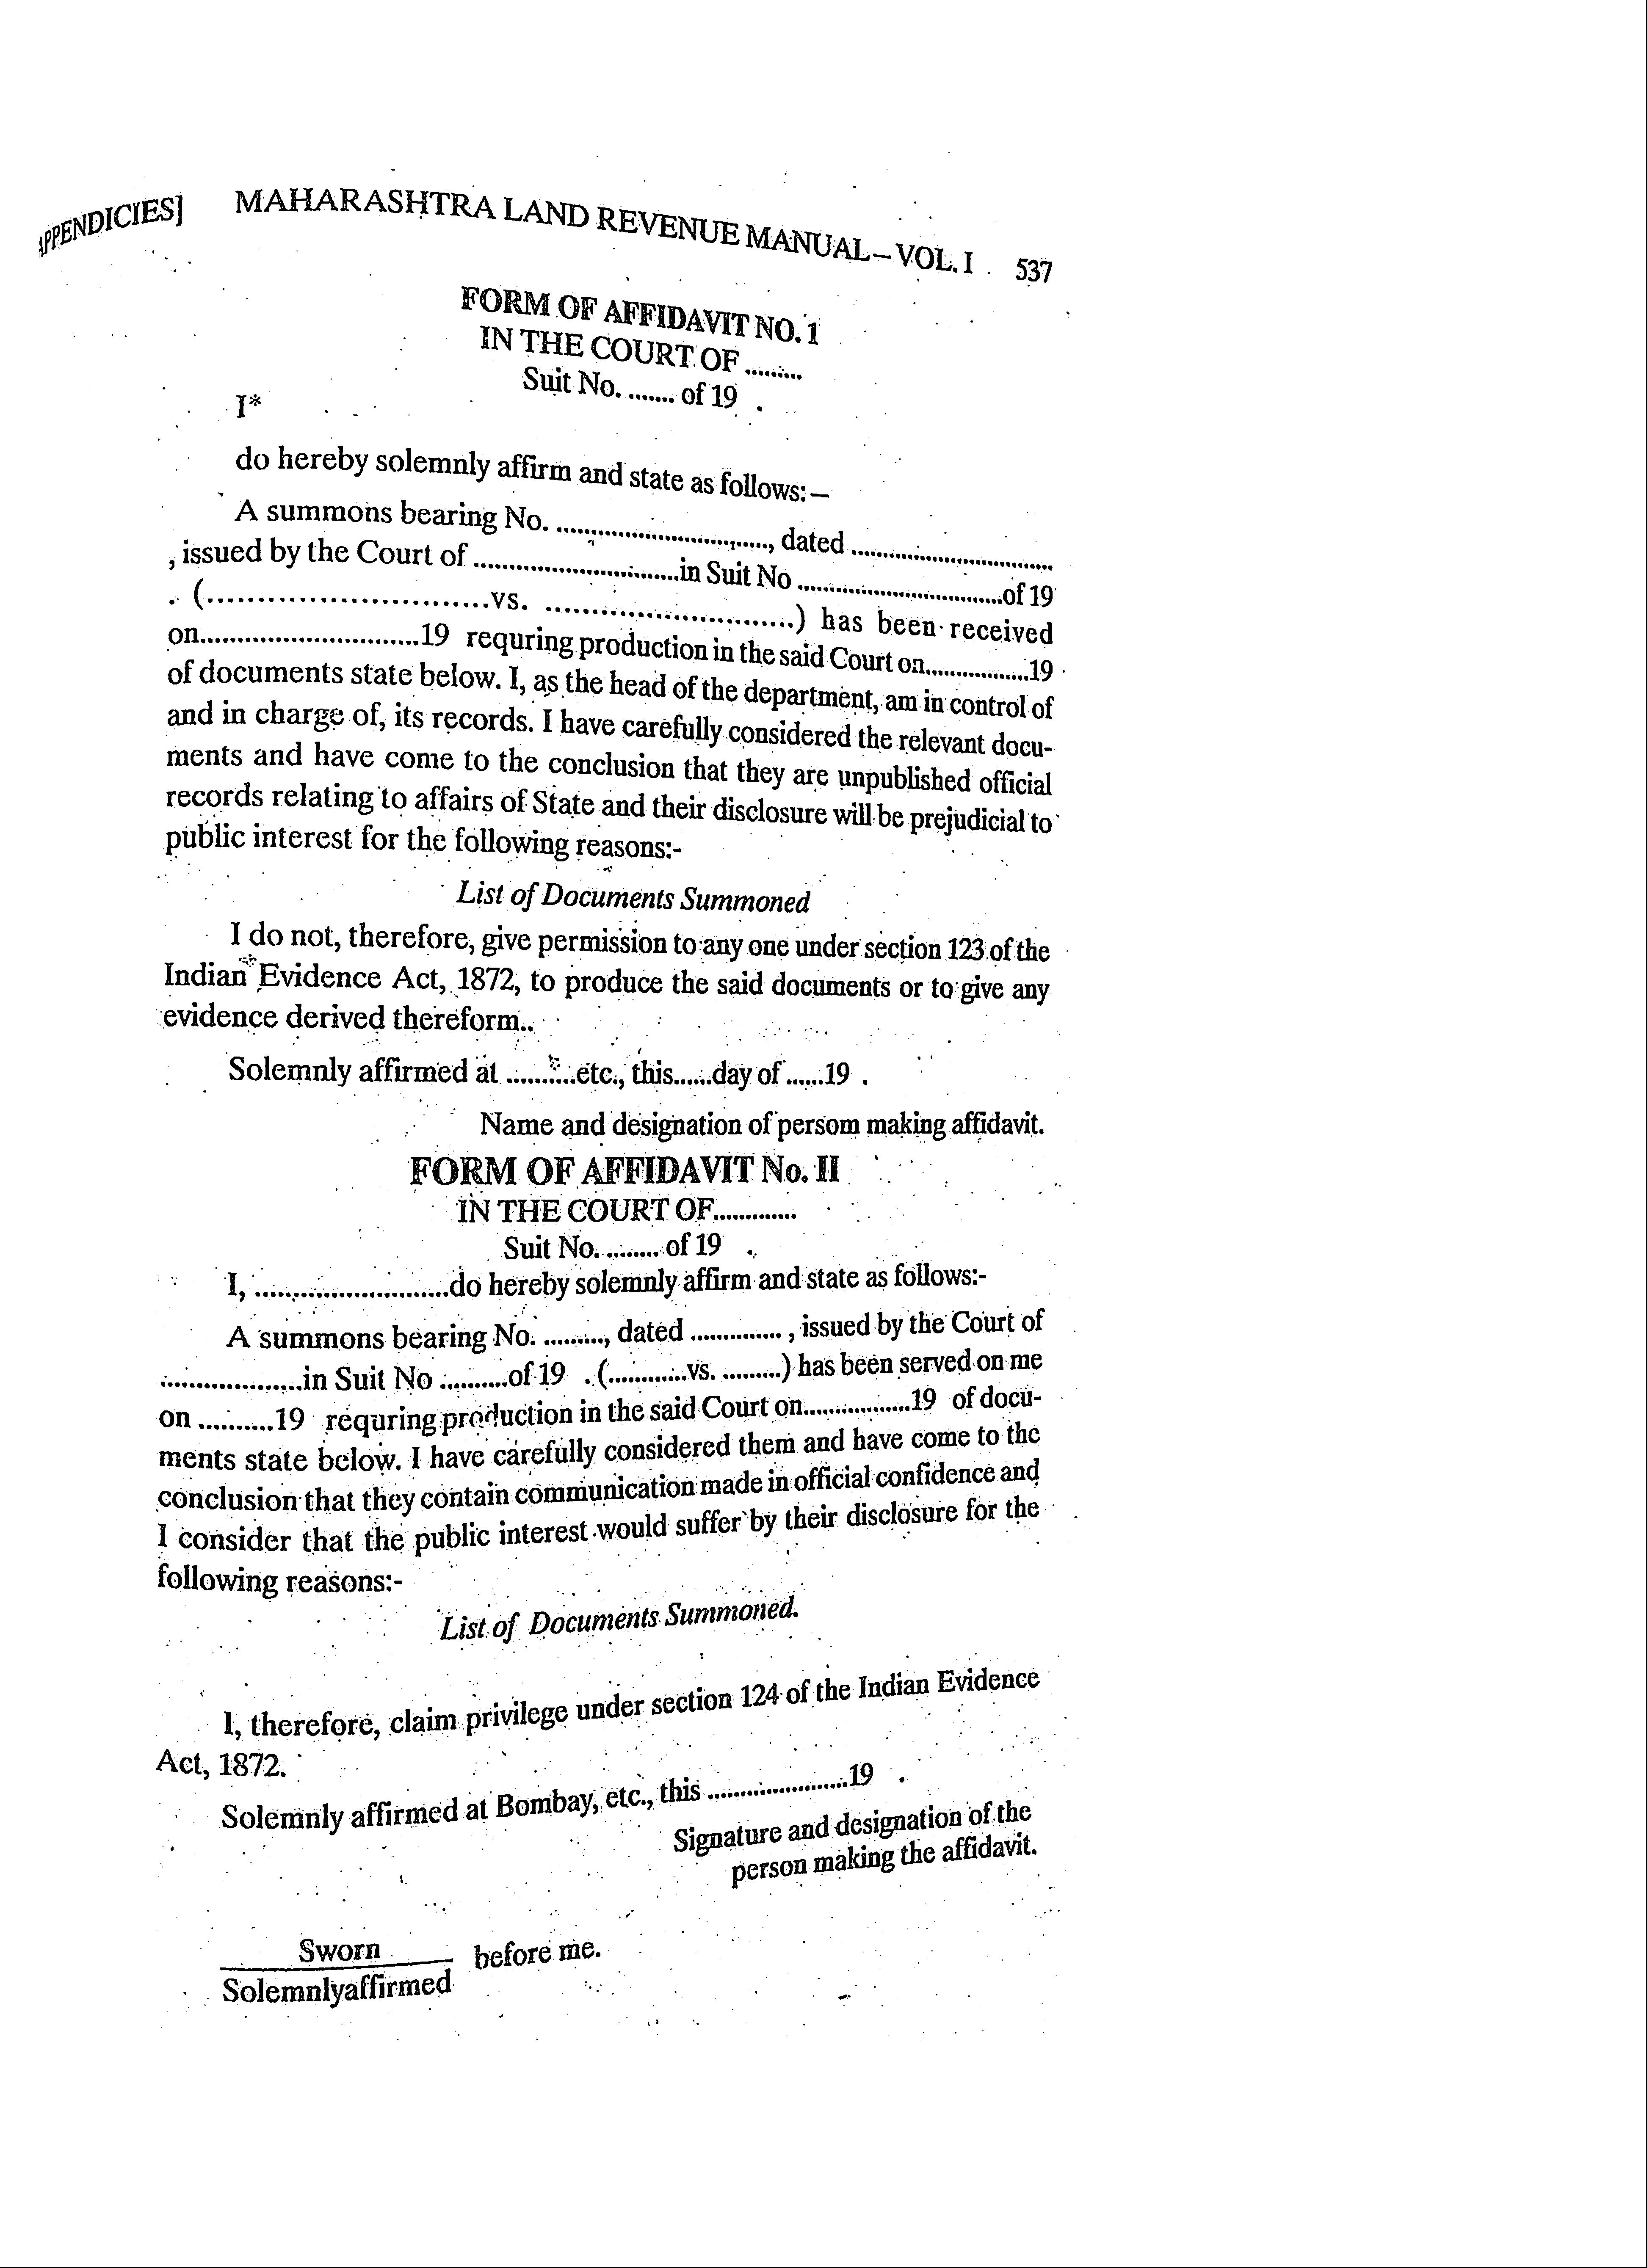 APPENDICIES] MAHARASHTRA LAND REVENUE MANUAL – VOL. I 537
FORM OF AFFIDAVIT NO. 1
IN THE COURT OF .........
Suit No. ....... of 19 .
I*
do hereby solemnly affirm and state as follows: –
A summons bearing No. ...................................., dated ..................................
, issued by the Court of ..................................in Suit No ..................................of 19
. (............................vs. ............................) has been received
on............................19 requring production in the said Court on.................19
of documents state below. I, as the head of the department, am in control of
and in charge of, its records. I have carefully considered the relevant docu-
ments and have come to the conclusion that they are unpublished official
records relating to affairs of State and their disclosure will be prejudicial to
public interest for the following reasons:-
List of Documents Summoned
I do not, therefore, give permission to any one under section 123 of the
Indian Evidence Act, 1872, to produce the said documents or to give any
evidence derived thereform..
Solemnly affirmed at ...........etc., this......day of ......19 .
Name and designation of persom making affidavit.
FORM OF AFFIDAVIT No. II
IN THE COURT OF.............
Suit No. ......... of 19 .
I, ................................do hereby solemnly affirm and state as follows:-
A summons bearing No. .........., dated .............. , issued by the Court of
.......................in Suit No ...........of 19 . (............vs. .........) has been served on me
on ..........19 requring production in the said Court on.................19 of docu-
ments state below. I have carefully considered them and have come to the
conclusion that they contain communication made in official confidence and
I consider that the public interest would suffer by their disclosure for the
following reasons:-
List of Documents Summoned.
I, therefore, claim privilege under section 124 of the Indian Evidence
Act, 1872.
Solemnly affirmed at Bombay, etc., this .......................19 .
Signature and designation of the
person making the affidavit.
Sworn
before me.
Solemnlyaffirmed